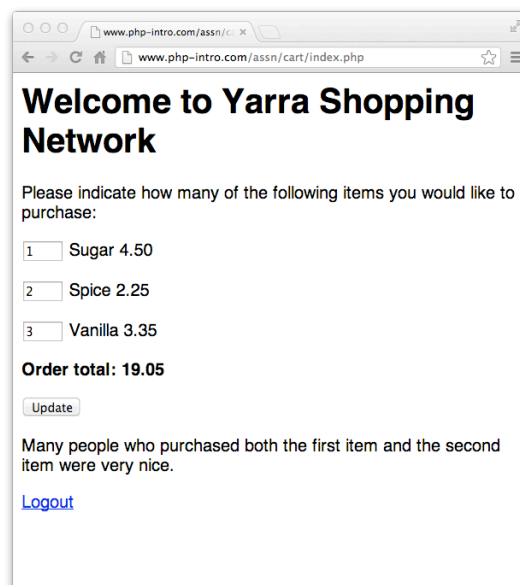 www.php-intro.com/assn/c
www.php-intro.com/assn/cart/index.php
Welcome to Yarra Shopping
Network
Please indicate how many of the following items you would like to
purchase:
1 Sugar 4.50
2 Spice 2.25
3 Vanilla 3.35
Order total: 19.05
Update
Many people who purchased both the first item and the second
item were very nice.
Logout